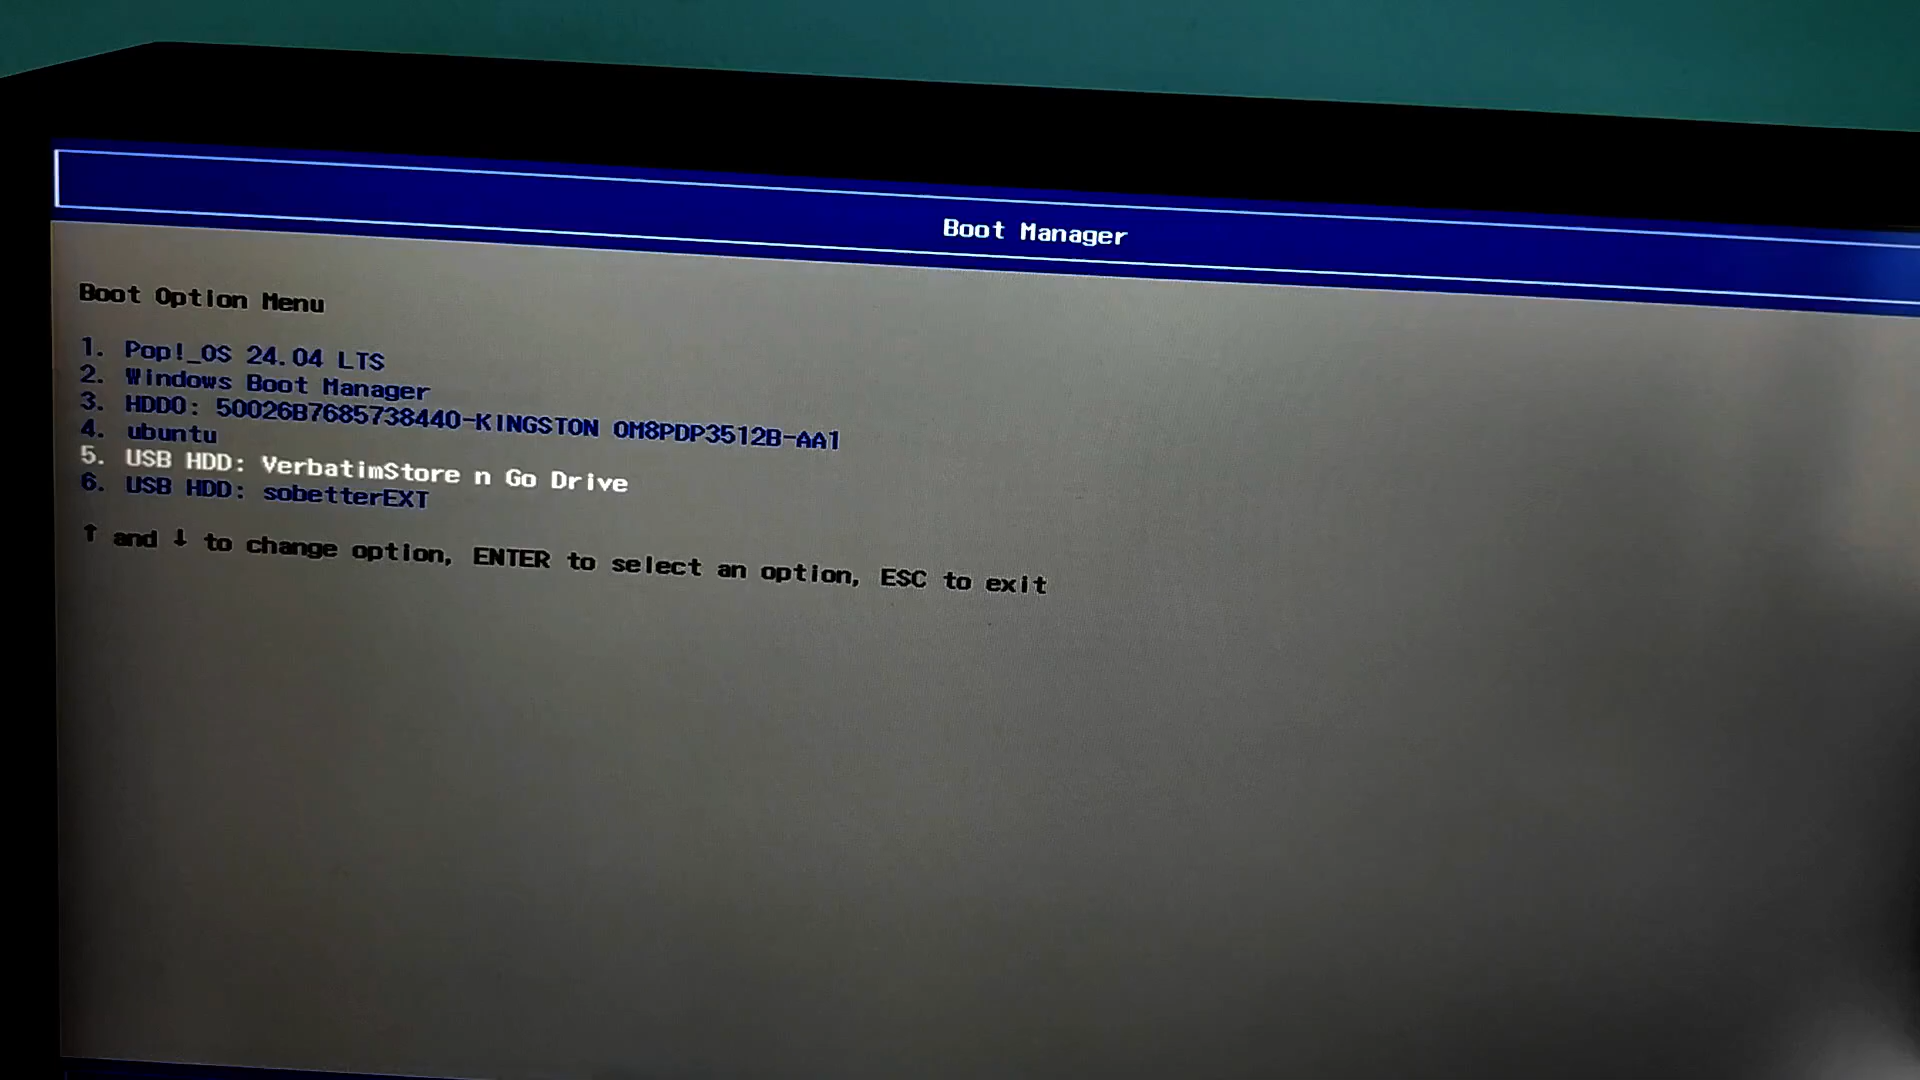 Boot Manager
Boot Option Menu
1. Pop!_OS 24.04 LTS
2. Windows Boot Manager
3. HDD0: 50026B7685738440-KINGSTON OM8PDP3512B-AA1
4. ubuntu
5. USB HDD: VerbatimStore n Go Drive
6. USB HDD: sobetterEXT
↑ and ↓ to change option, ENTER to select an option, ESC to exit